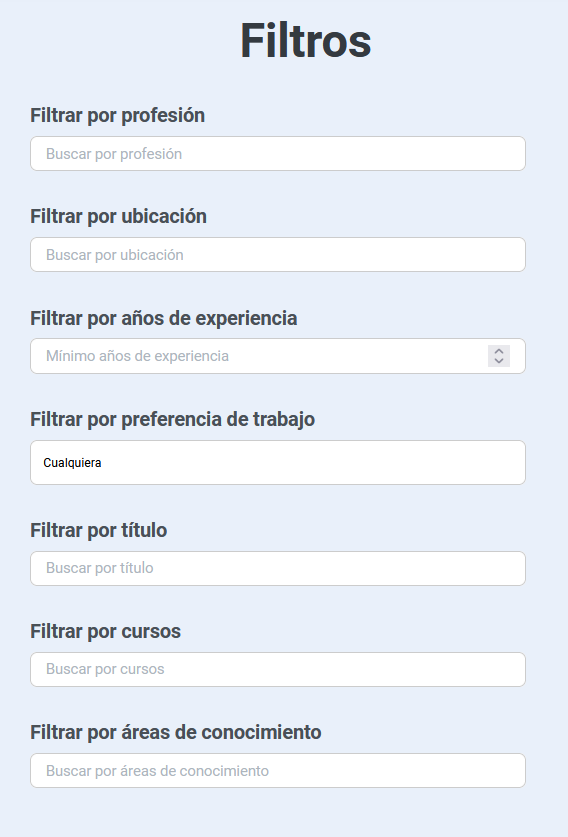 Filtros
Filtrar por profesión
Buscar por profesión
Filtrar por ubicación
Buscar por ubicación
Filtrar por años de experiencia
Mínimo años de experiencia
Filtrar por preferencia de trabajo
Cualquiera
Filtrar por título
Buscar por título
Filtrar por cursos
Buscar por cursos
Filtrar por áreas de conocimiento
Buscar por áreas de conocimiento